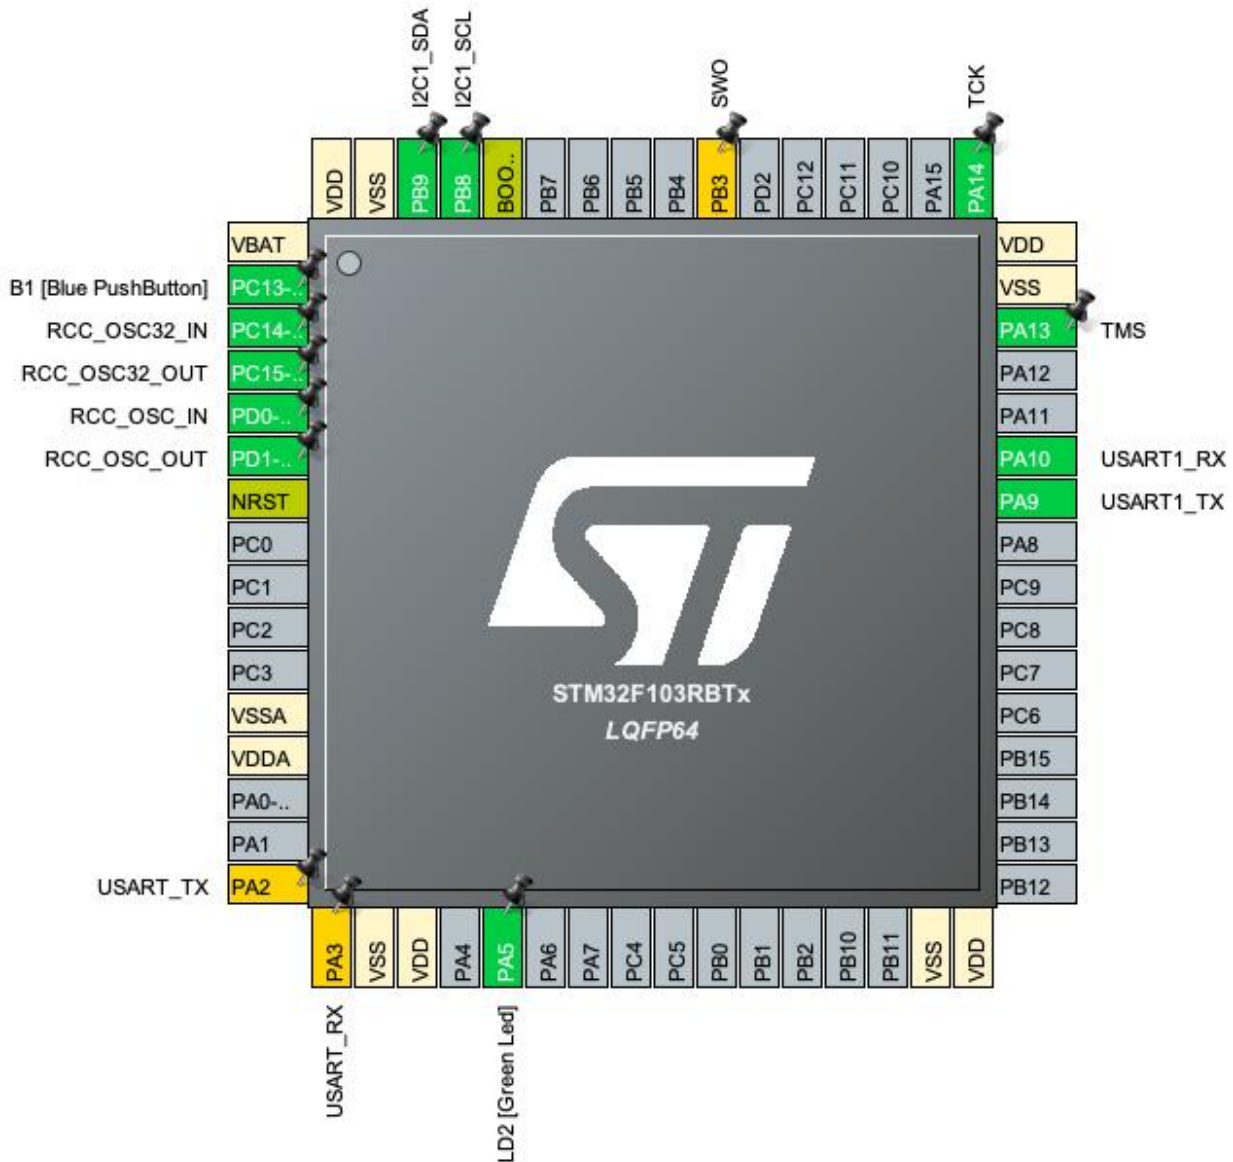 I2C1_SDA
I2C1_SCL
SWO
TCK
VDD
VSS
PB9
PB8
BOO..
PB7
PB6
PB5
PB4
PB3
PD2
PC12
PC11
PC10
PA15
PA14
VBAT
B1 [Blue PushButton] PC13-..
RCC_OSC32_IN PC14-..
RCC_OSC32_OUT PC15-..
RCC_OSC_IN PD0-..
RCC_OSC_OUT PD1-..
NRST
PC0
PC1
PC2
PC3
VSSA
VDDA
PA0-..
PA1
USART_TX PA2
VDD
VSS
PA13 TMS
PA12
PA11
PA10 USART1_RX
PA9 USART1_TX
PA8
PC9
PC8
PC7
PC6
PB15
PB14
PB13
PB12
ST
STM32F103RBTx
LQFP64
PA3
VSS
VDD
PA4
PA5
PA6
PA7
PC4
PC5
PB0
PB1
PB2
PB10
PB11
VSS
VDD
USART_RX
LD2 [Green Led]